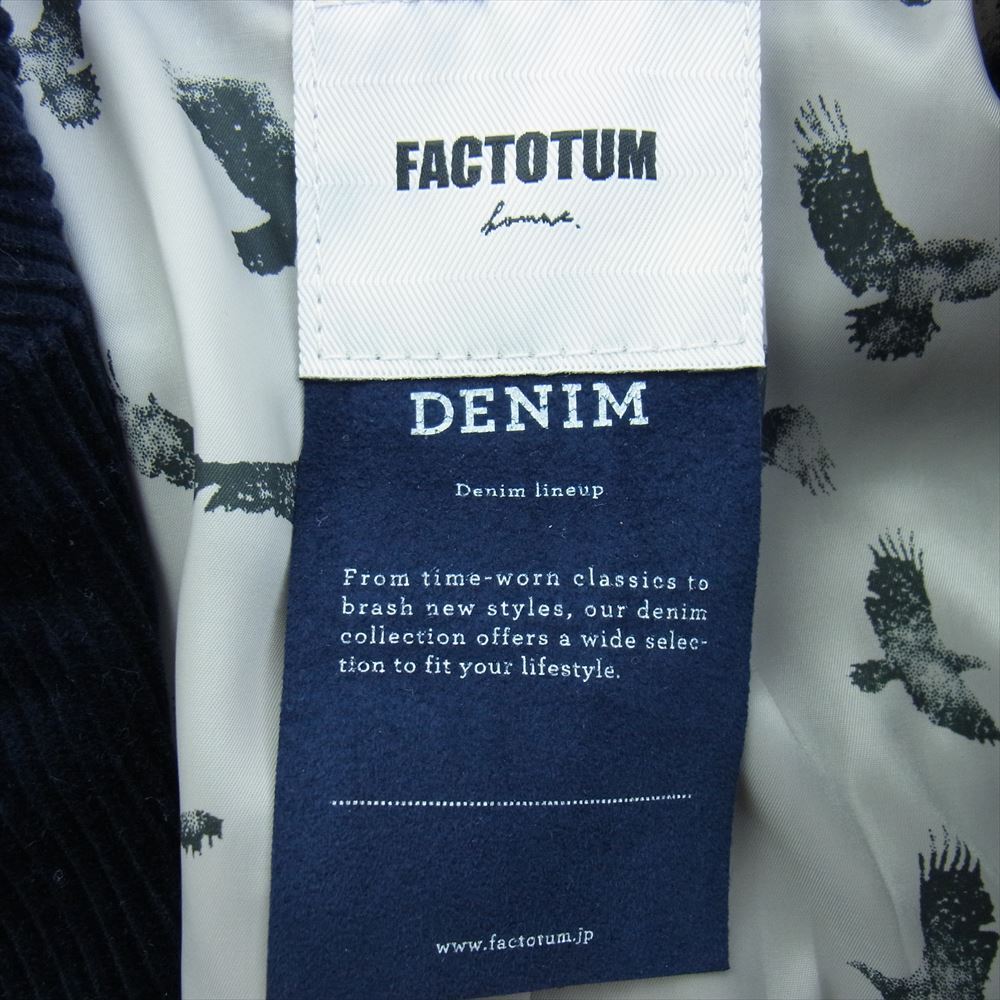 FACTOTUM
homme.
DENIM
Denim lineup
From time-worn classics to
brash new styles, our denim
collection offers a wide selec-
tion to fit your lifestyle.
www.factotum.jp